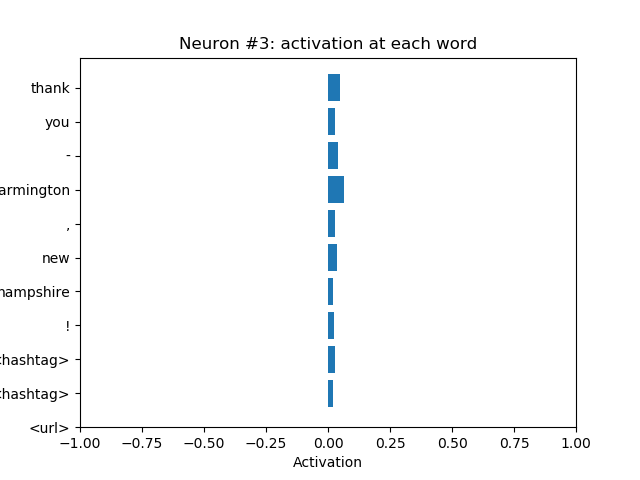 Neuron #3: activation at each word
thank
you
-
armington
,
new
hampshire
!
hashtag>
hashtag>
<url>
−1.00 −0.75 −0.50 −0.25 0.00 0.25 0.50 0.75 1.00
Activation